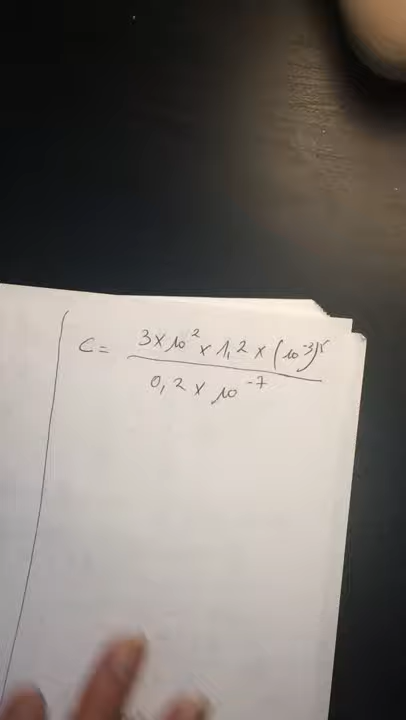 C = 3 × 10² × 1,2 × (10⁻³)⁵
0,2 × 10⁻⁷